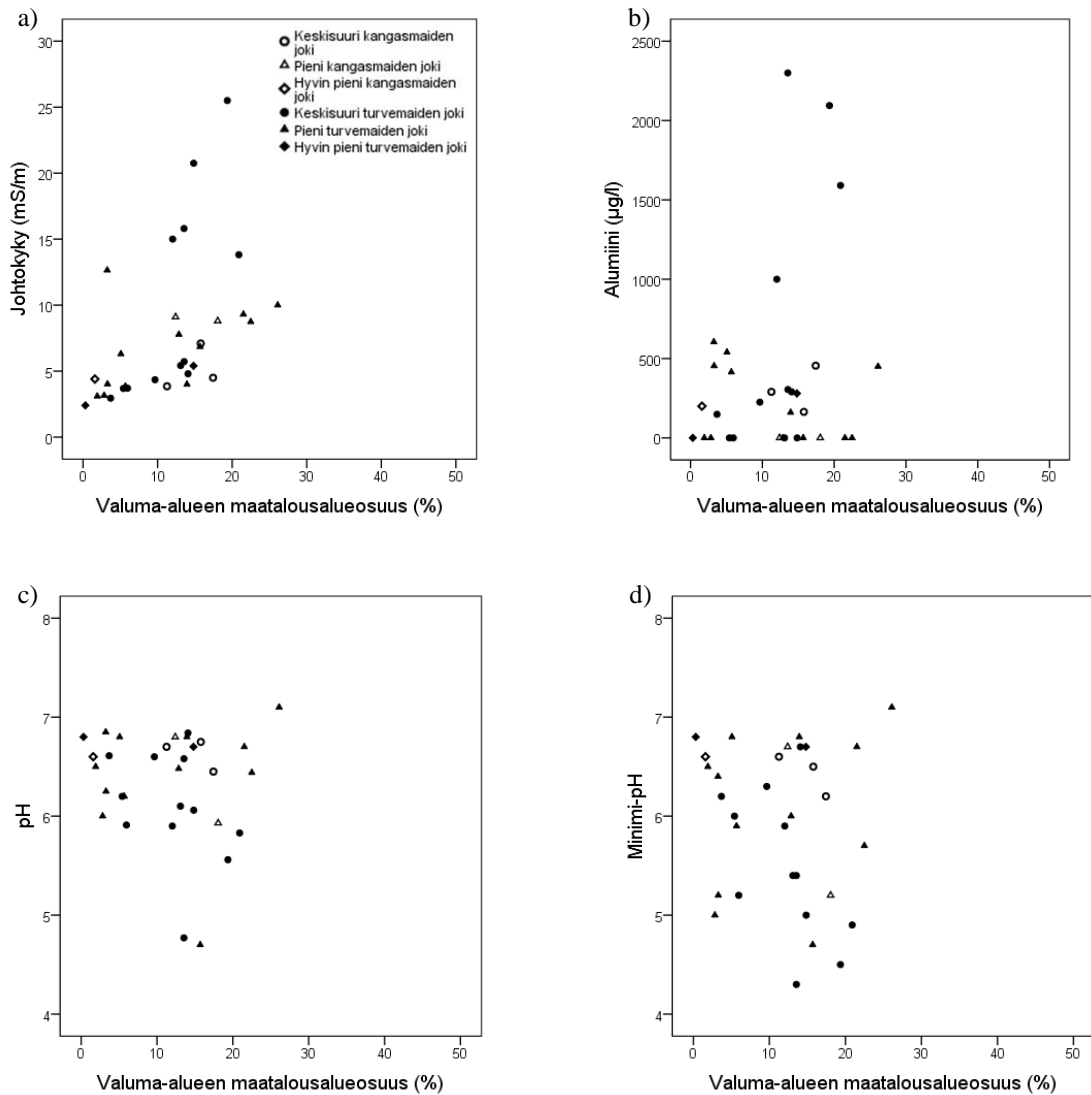 a)
30
25
20
15
10
5
0
Johtokyky (mS/m)
Keskisuuri kangasmaiden
joki
Pieni kangasmaiden joki
Hyvin pieni kangasmaiden
joki
Keskisuuri turvemaiden joki
Pieni turvemaiden joki
Hyvin pieni turvemaiden joki
0 10 20 30 40 50
Valuma-alueen maatalousalueosuus (%)
b)
2500
2000
1500
1000
500
0
Alumiini (µg/l)
0 10 20 30 40 50
Valuma-alueen maatalousalueosuus (%)
c)
8
7
6
5
4
pH
0 10 20 30 40 50
Valuma-alueen maatalousalueosuus (%)
d)
8
7
6
5
4
Minimi-pH
0 10 20 30 40 50
Valuma-alueen maatalousalueosuus (%)